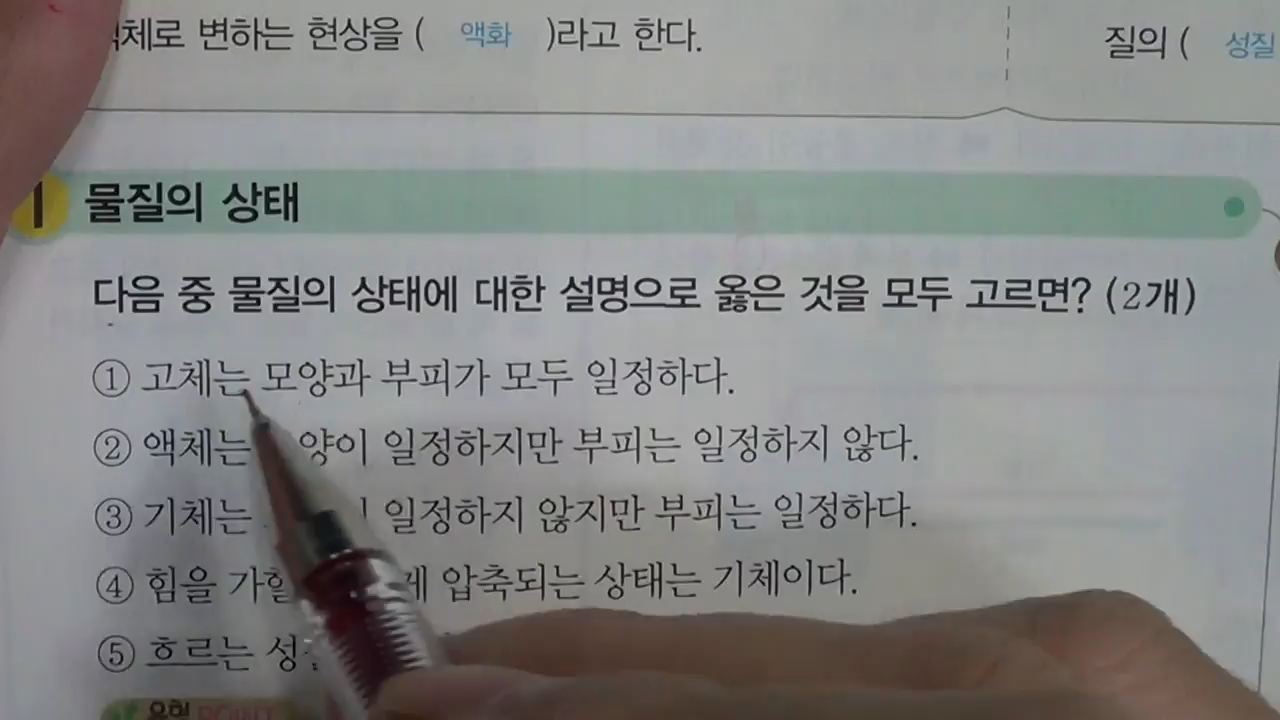 체로 변하는 현상을 ( 액화 )라고 한다.
질의 ( 성질
1 물질의 상태
다음 중 물질의 상태에 대한 설명으로 옳은 것을 모두 고르면? (2개)
① 고체는 모양과 부피가 모두 일정하다.
② 액체는 양이 일정하지만 부피는 일정하지 않다.
③ 기체는 일정하지 않지만 부피는 일정하다.
④ 힘을 가할 게 압축되는 상태는 기체이다.
⑤ 흐르는 성
유형 POINT